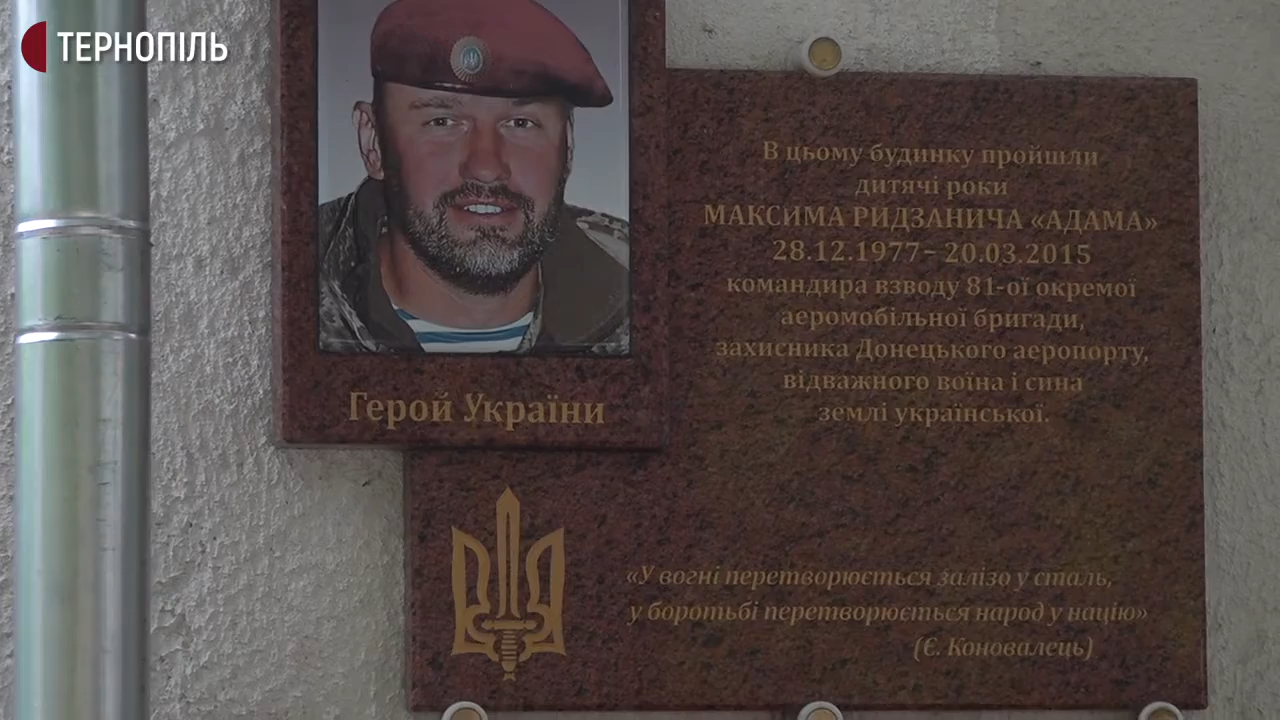 ТЕРНОПІЛЬ
Герой України
В цьому будинку пройшли
дитячі роки
МАКСИМА РИДЗАНИЧА «АДАМА»
28.12.1977– 20.03.2015
командира взводу 81-ої окремої
аеромобільної бригади,
захисника Донецького аеропорту,
відважного воїна і сина
землі української.
«У вогні перетворюється залізо у сталь,
у боротьбі перетворюється народ у націю»
(Є. Коновалець)